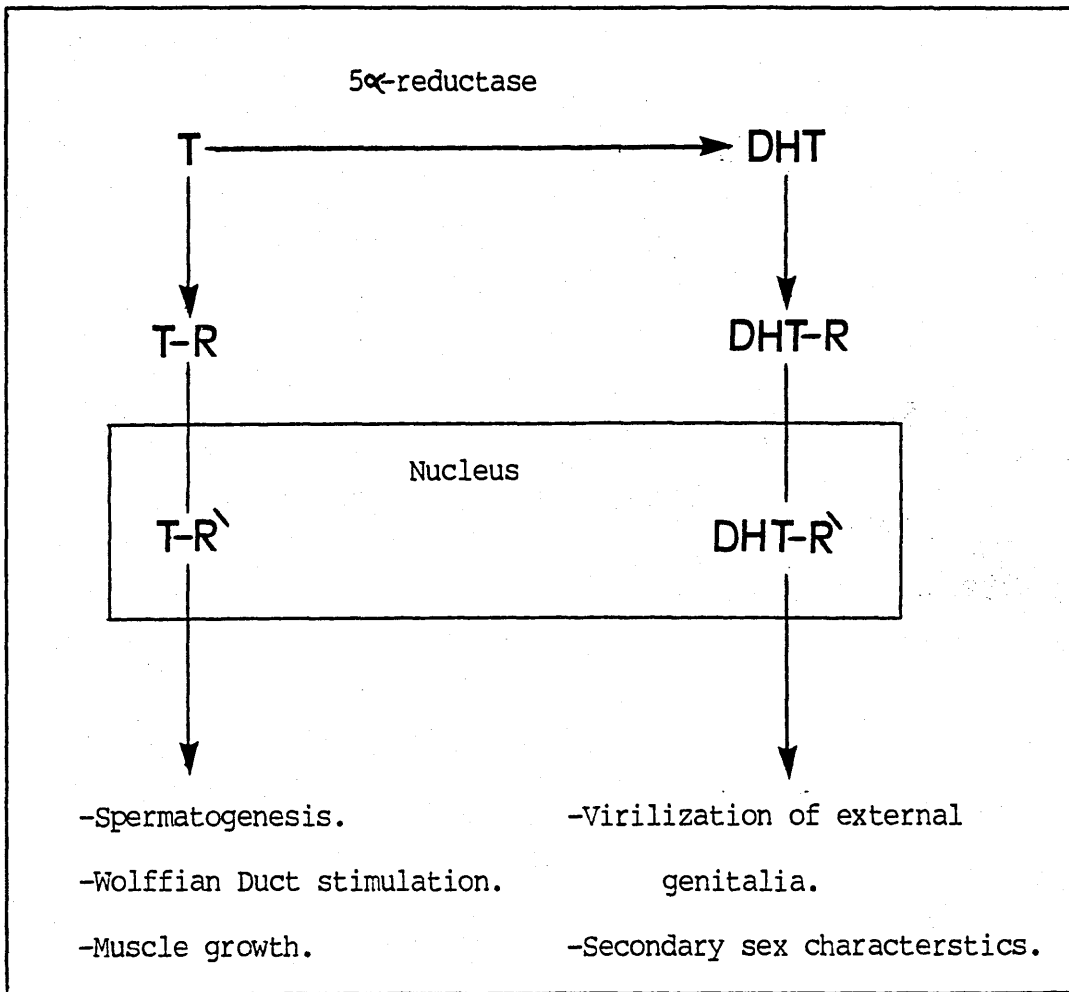 5α-reductase
T DHT
T-R DHT-R
Nucleus
T-R` DHT-R`
-Spermatogenesis.
-Wolffian Duct stimulation.
-Muscle growth.
-Virilization of external
genitalia.
-Secondary sex characterstics.